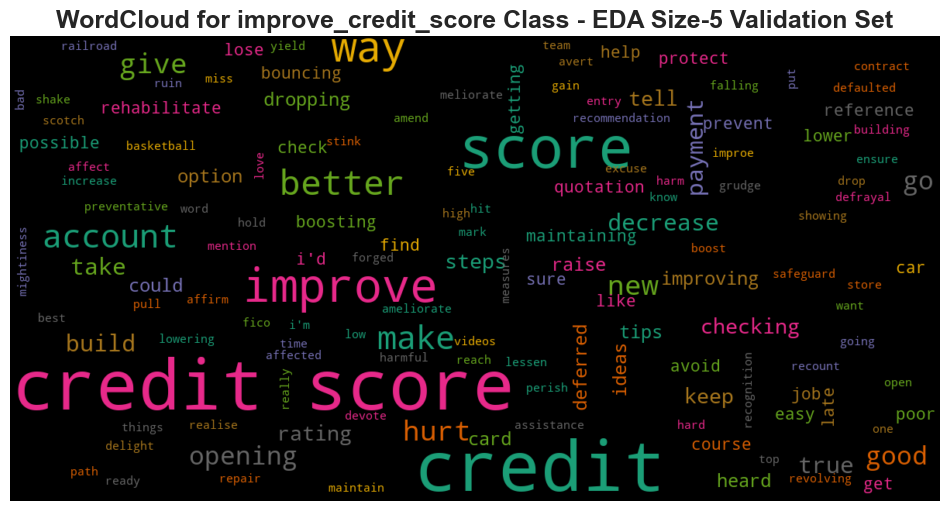 WordCloud for improve_credit_score Class - EDA Size-5 Validation Set
railroad
lose
yield
way
team
help
protect
give
avert
contract
ruin
miss
bouncing
gain
put
falling
defaulted
bad
shake
rehabilitate
dropping
meliorate
getting
entry
tell
payment
reference
scotch
amend
recommendation
prevent
building
possible
basketball
check
stink
score
improe
lower
affect
love
excuse
ensure
increase
option
better
five
quotation
harm
grudge
drop
go
know
defrayal
preventative
word
boosting
high
hit
decrease
showing
hold
mark
account
mention
find
maintaining
boost
mightiness
i'd
forged
steps
measures
raise
improving
safeguard
car
take
could
improve
sure
new
store
pull
affirm
like
want
best
fico
i'm
ameliorate
lowering
low
make
videos
tips
checking
going
build
time
affected
harmful
reach
lessen
deferred
ideas
avoid
recognition
recount
credit score
really
perish
keep
job
late
open
devote
easy
poor
things
realise
rating
hurt
card
assistance
hard
one
delight
opening
course
top
true
good
path
ready
repair
maintain
credit
heard
revolving
get